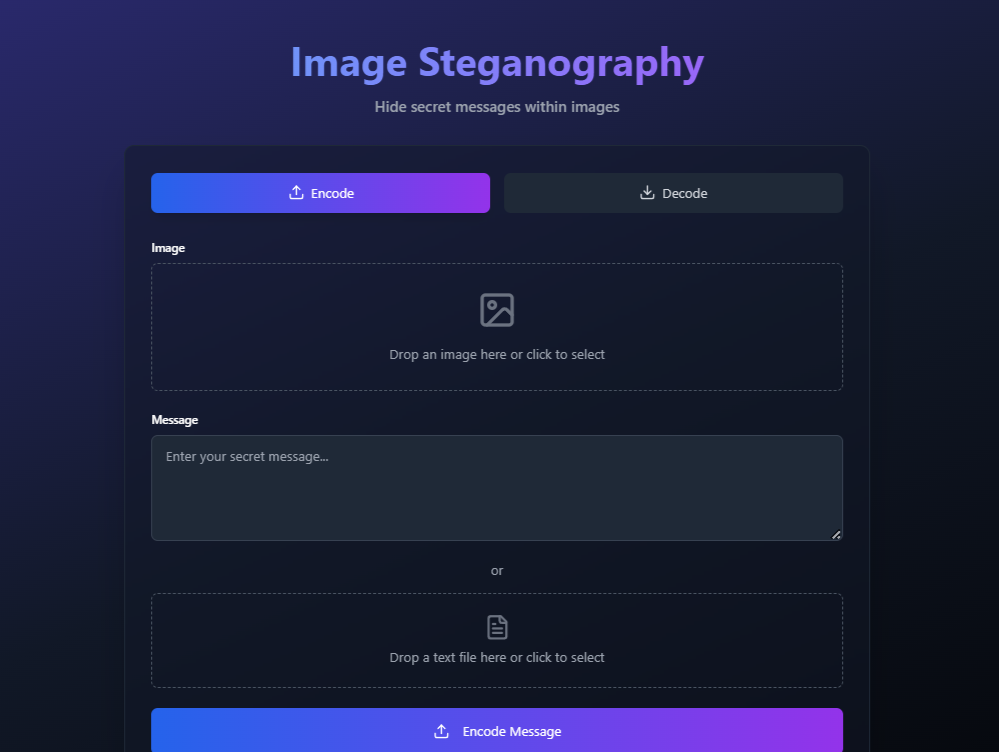 Image Steganography
Hide secret messages within images
Encode
Decode
Image
Drop an image here or click to select
Message
Enter your secret message...
or
Drop a text file here or click to select
Encode Message